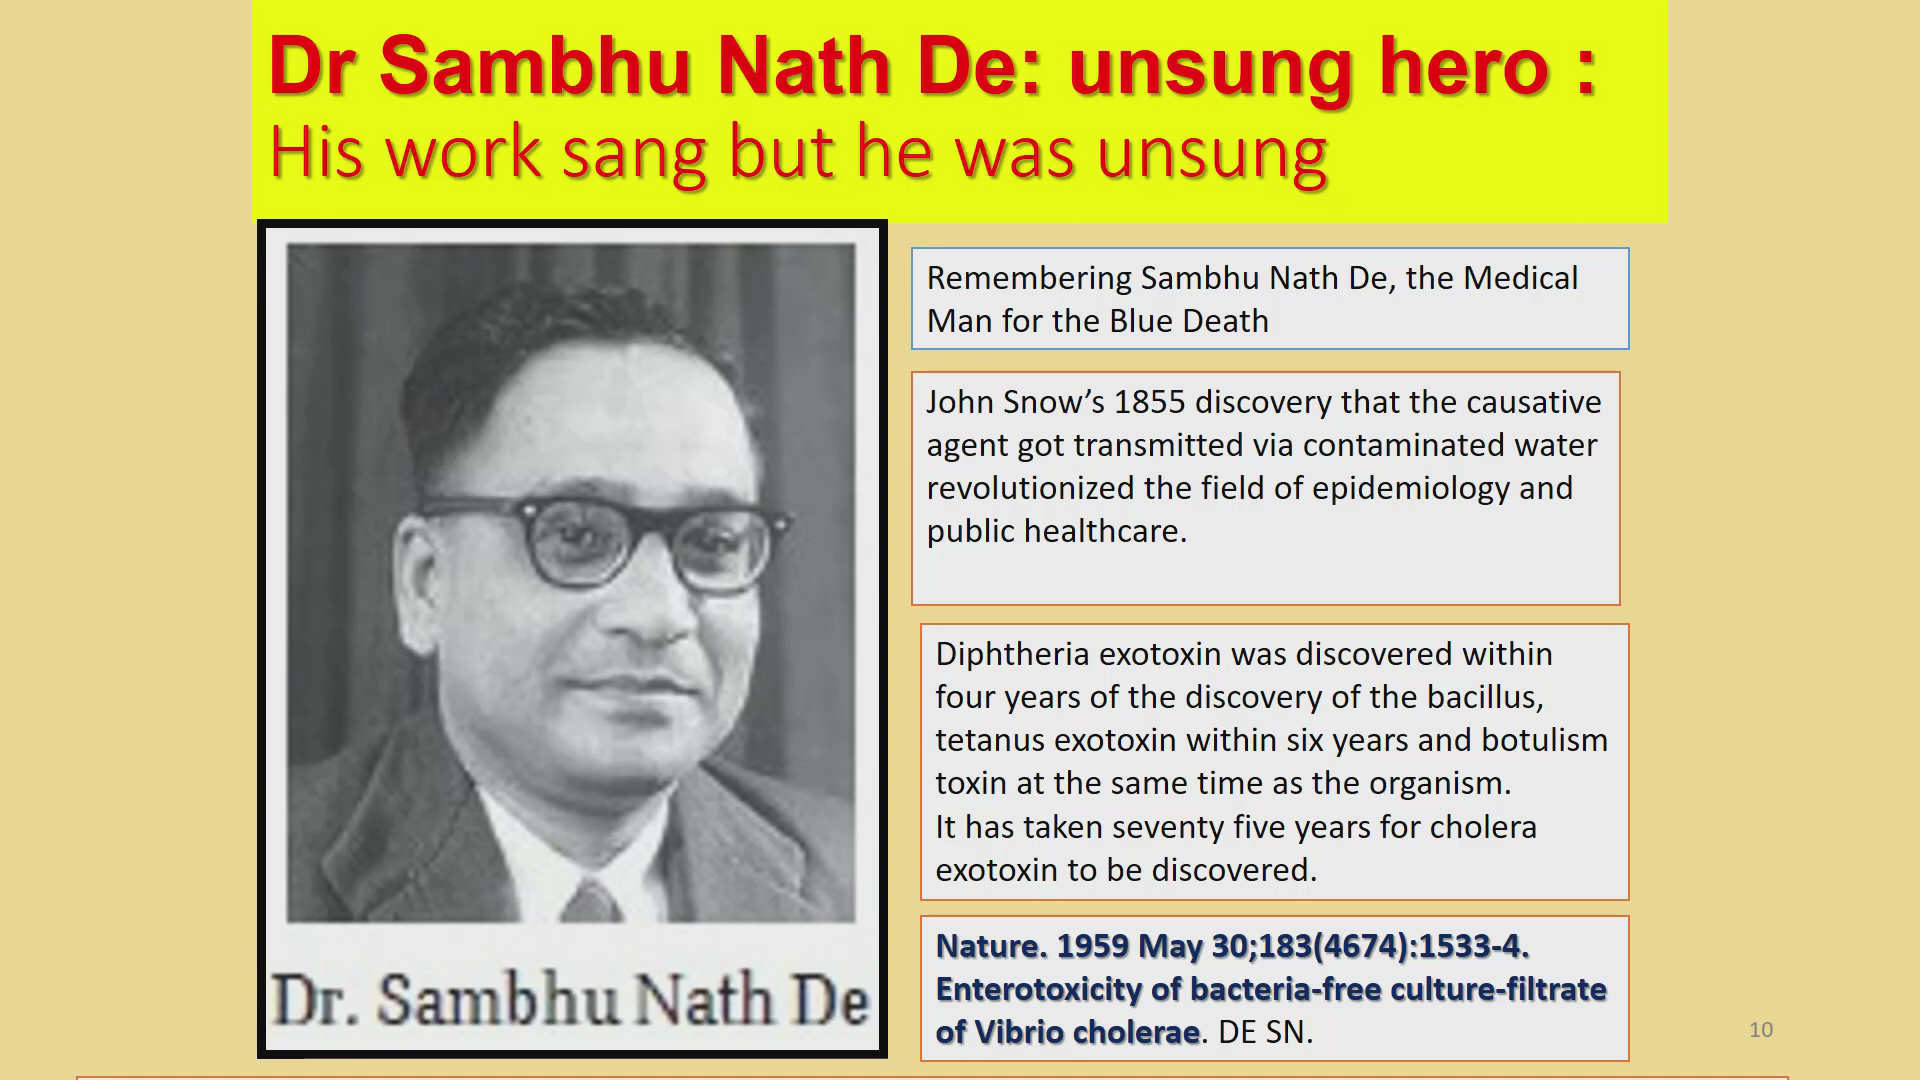 Dr Sambhu Nath De: unsung hero :
His work sang but he was unsung
Remembering Sambhu Nath De, the Medical
Man for the Blue Death
John Snow’s 1855 discovery that the causative
agent got transmitted via contaminated water
revolutionized the field of epidemiology and
public healthcare.
Diphtheria exotoxin was discovered within
four years of the discovery of the bacillus,
tetanus exotoxin within six years and botulism
toxin at the same time as the organism.
It has taken seventy five years for cholera
exotoxin to be discovered.
Nature. 1959 May 30;183(4674):1533-4.
Enterotoxicity of bacteria-free culture-filtrate
of Vibrio cholerae. DE SN.
Dr. Sambhu Nath De
10